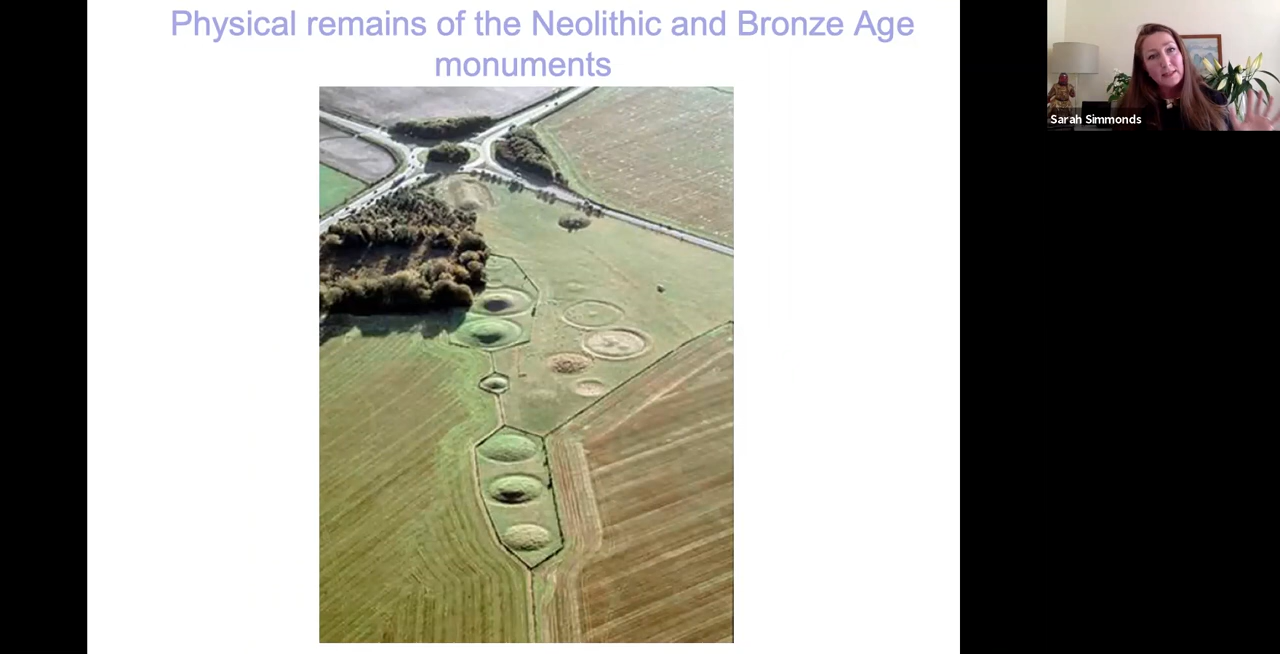 Physical remains of the Neolithic and Bronze Age
monuments
Sarah Simmonds